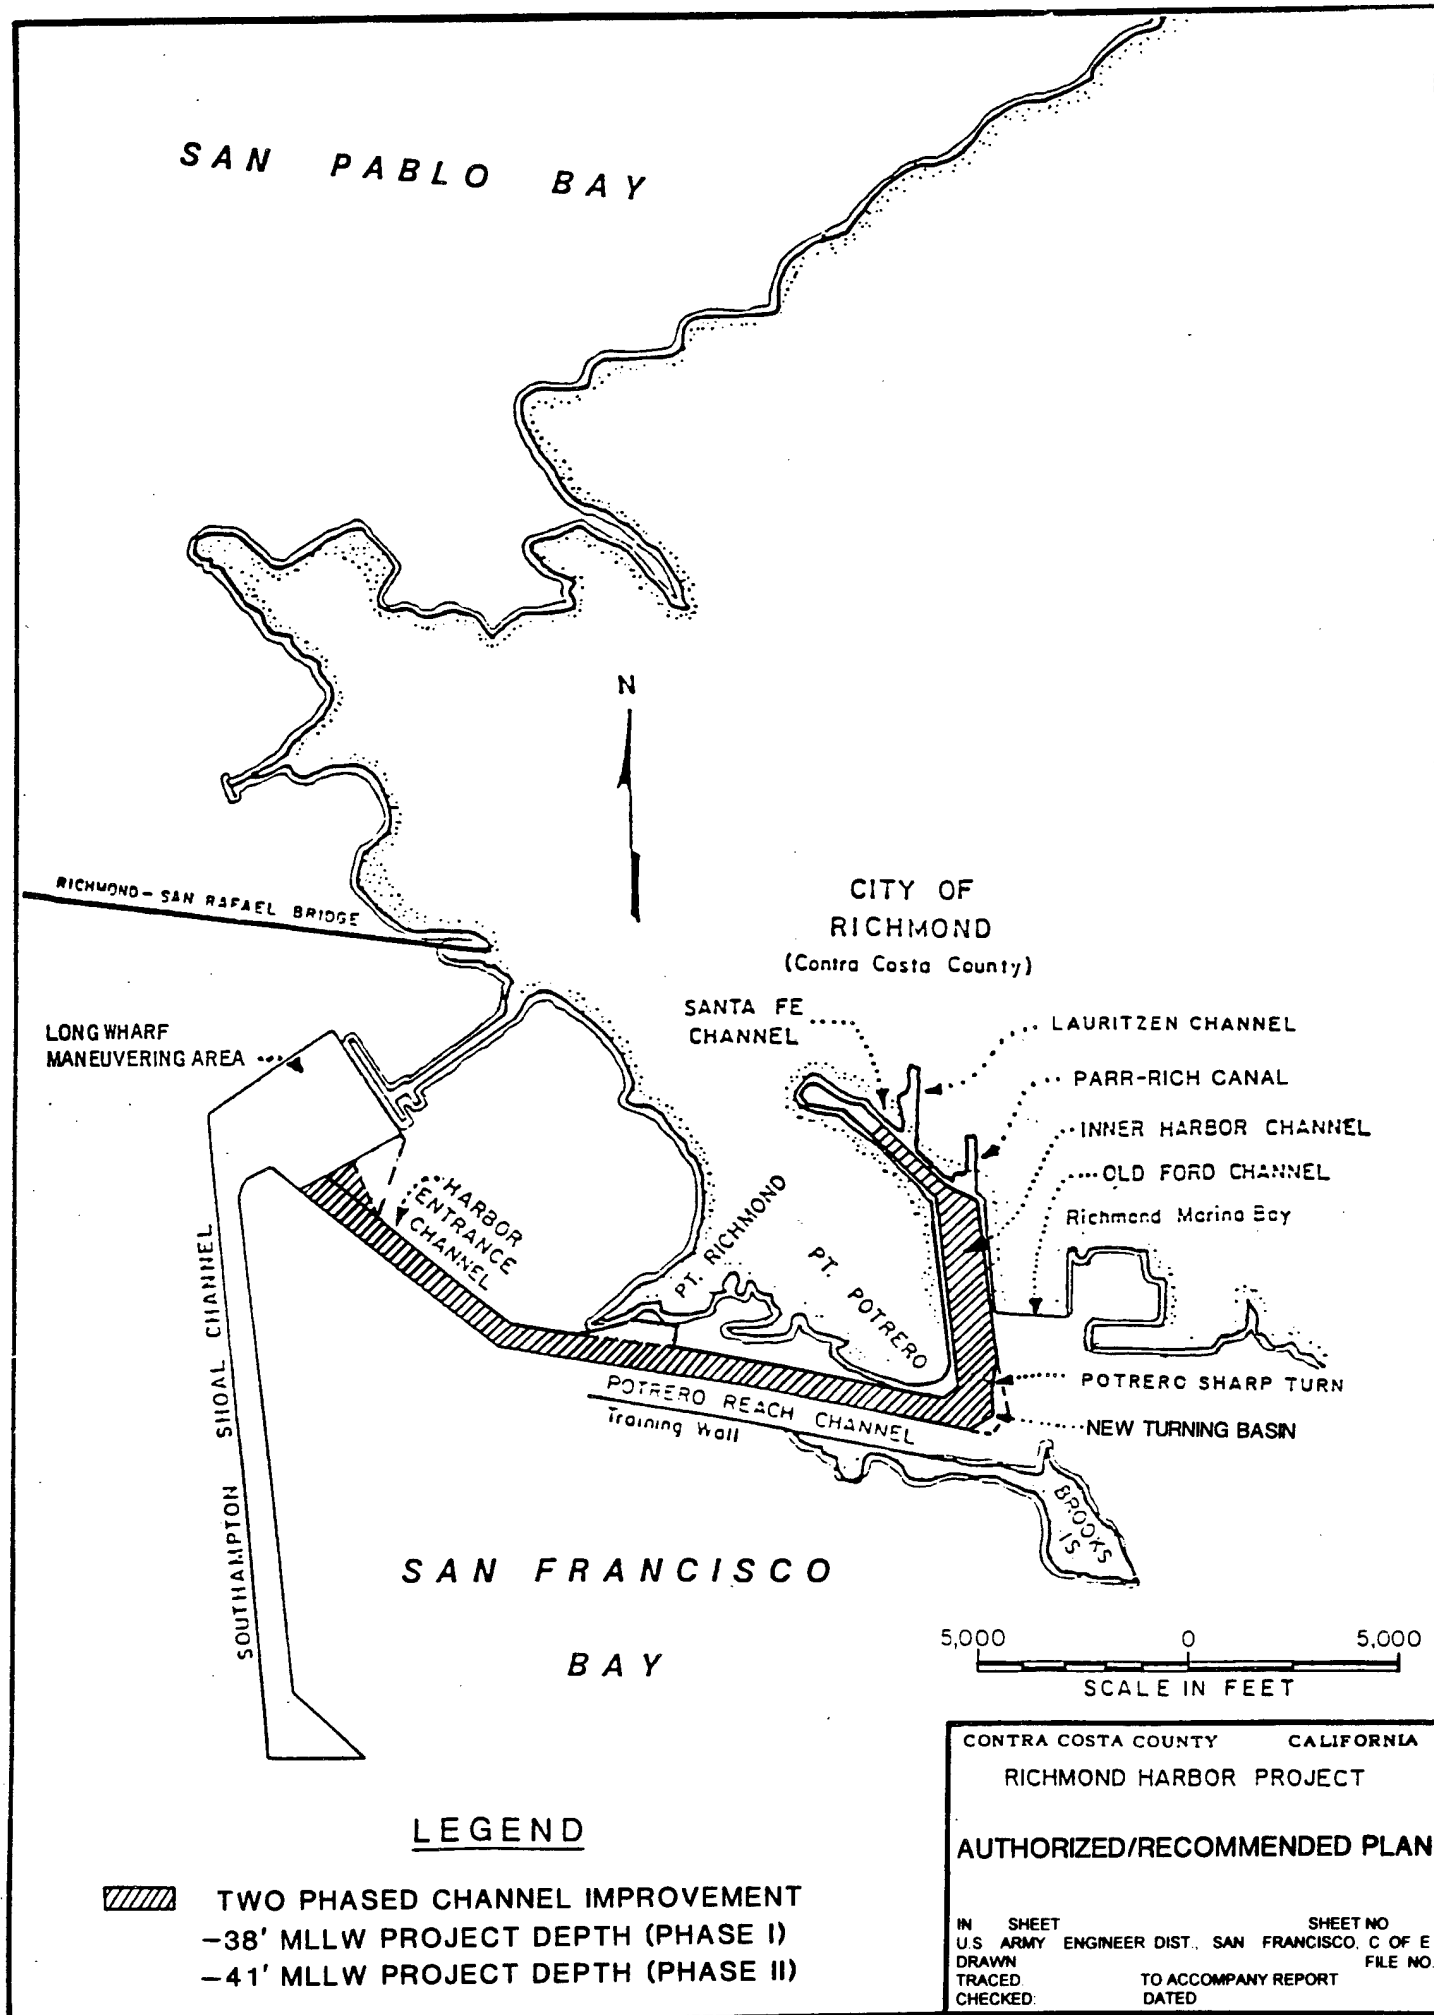 SAN PABLO BAY
N
RICHMOND - SAN RAFAEL BRIDGE
CITY OF
RICHMOND
(Contra Costa County)
SANTA FE
CHANNEL
LAURITZEN CHANNEL
LONG WHARF
MANEUVERING AREA
PARR-RICH CANAL
INNER HARBOR CHANNEL
OLD FORD CHANNEL
Richmond Marina Bay
HARBOR
ENTRANCE
CHANNEL
PT. RICHMOND
PT. POTRERO
SOUTHAMPTON SHOAL CHANNEL
POTRERO SHARP TURN
POTRERO REACH CHANNEL
Training Wall
NEW TURNING BASIN
BROOKS
IS
SAN FRANCISCO
BAY
5,000 0 5,000
SCALE IN FEET
CONTRA COSTA COUNTY CALIFORNIA
RICHMOND HARBOR PROJECT
AUTHORIZED/RECOMMENDED PLAN
IN SHEET SHEET NO
U.S ARMY ENGINEER DIST., SAN FRANCISCO, C OF E
DRAWN FILE NO.
TRACED. TO ACCOMPANY REPORT
CHECKED: DATED
LEGEND
TWO PHASED CHANNEL IMPROVEMENT
-38' MLLW PROJECT DEPTH (PHASE I)
-41' MLLW PROJECT DEPTH (PHASE II)